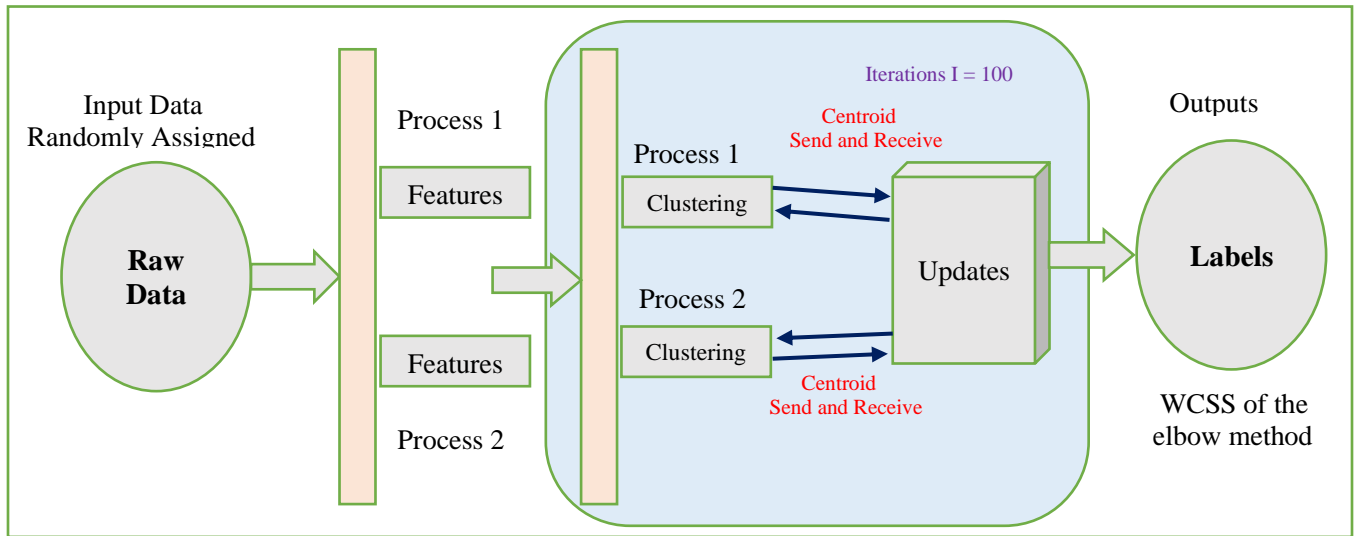 Input Data
Randomly Assigned
Raw
Data
Process 1
Features
Features
Process 2
Iterations I = 100
Centroid
Send and Receive
Process 1
Clustering
Process 2
Clustering
Centroid
Send and Receive
Updates
Outputs
Labels
WCSS of the
elbow method